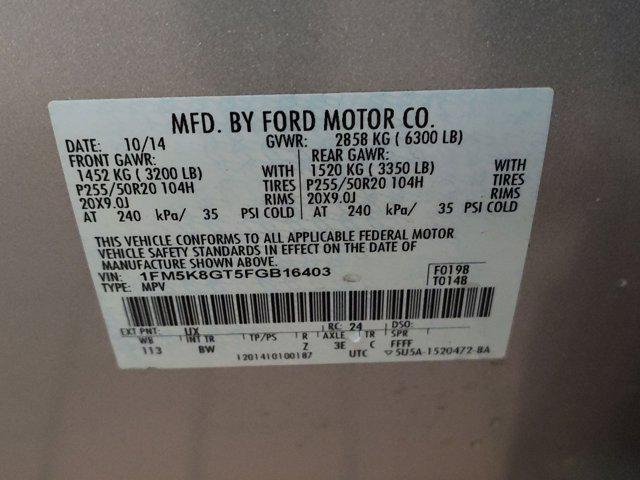 MFD. BY FORD MOTOR CO.
DATE: 10/14 GVWR: 2858 KG ( 6300 LB)
FRONT GAWR: REAR GAWR:
1452 KG ( 3200 LB) WITH 1520 KG ( 3350 LB) WITH
P255/50R20 104H TIRES P255/50R20 104H TIRES
20X9.0J RIMS 20X9.0J RIMS
AT 240 kPa/ 35 PSI COLD AT 240 kPa/ 35 PSI COLD
THIS VEHICLE CONFORMS TO ALL APPLICABLE FEDERAL MOTOR
VEHICLE SAFETY STANDARDS IN EFFECT ON THE DATE OF
MANUFACTURE SHOWN ABOVE.
VIN: 1FM5K8GT5FGB16403 F0198
TYPE: MPV T0148
EXT PNT: UX RC: 24 DSO:
WB INT TR TP/PS R AXLE TR SPR
113 BW Z 3E C FFFF
1201410100187 UTC ▽5U5A-1520472-BA